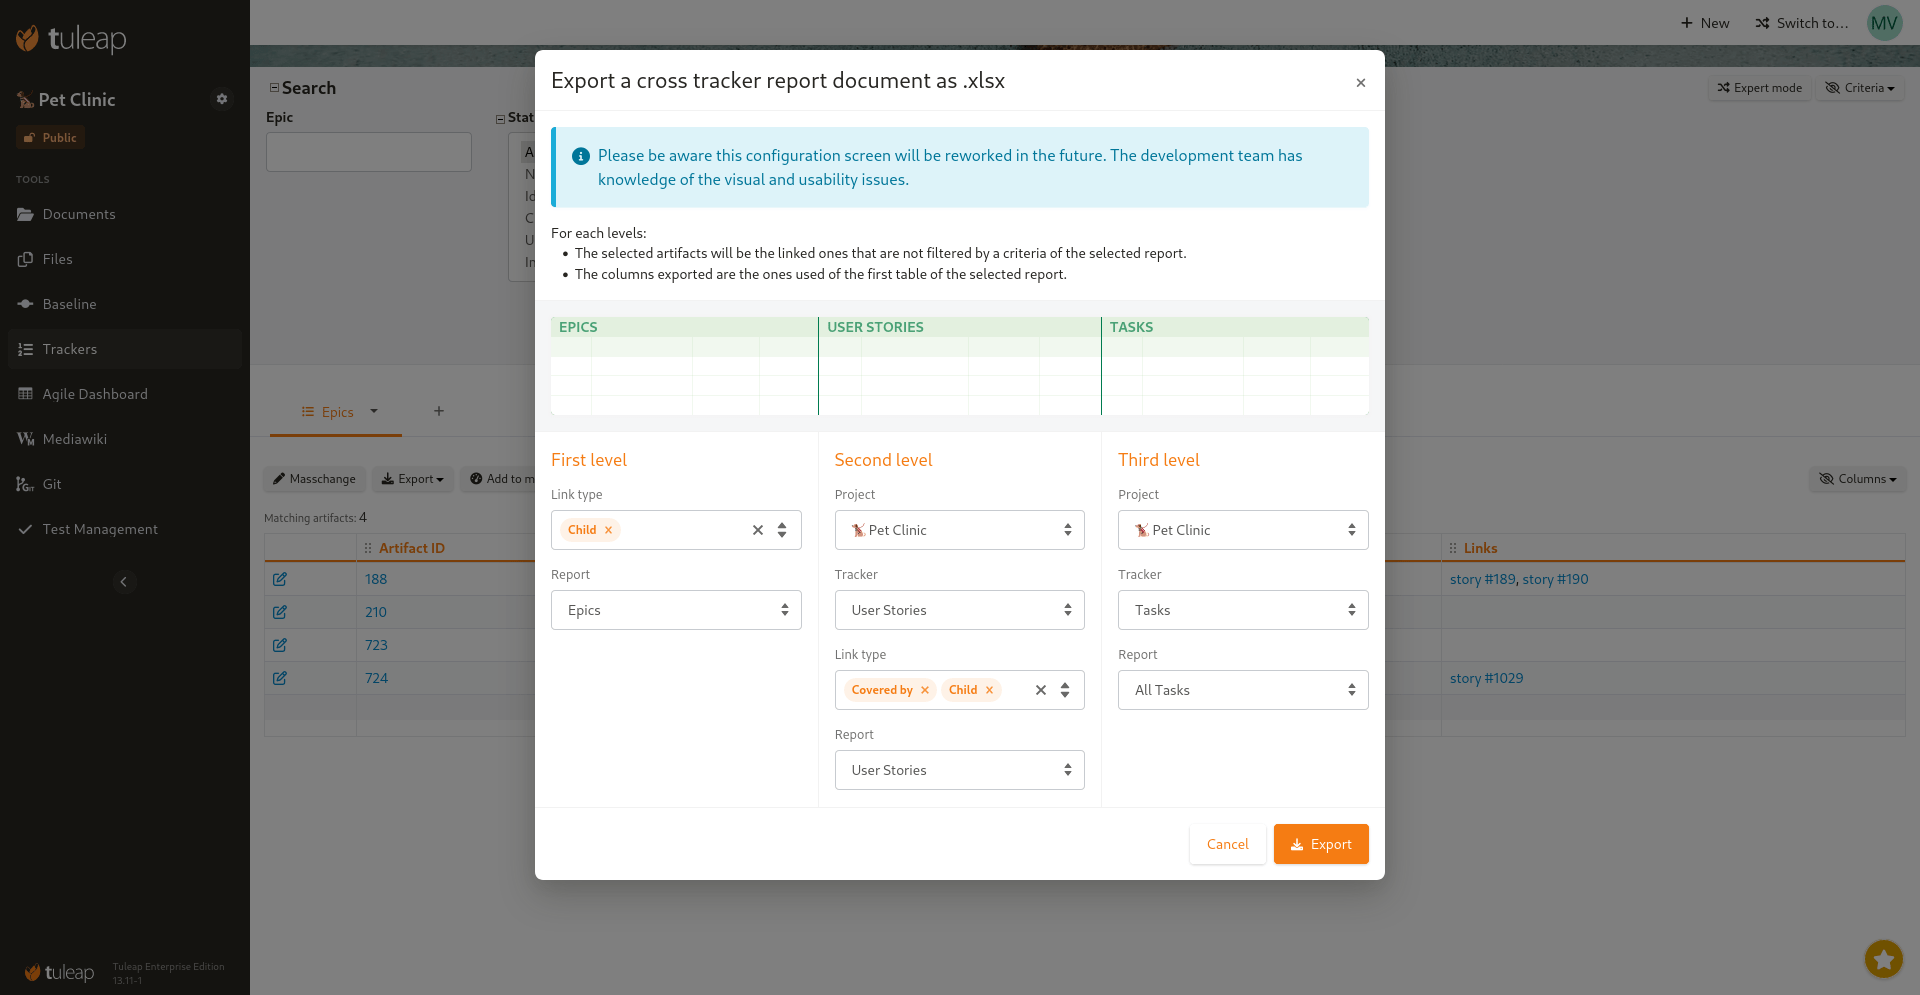 tuleap
Pet Clinic
Public
TOOLS
Documents
Files
Baseline
Trackers
Agile Dashboard
Mediawiki
Git
Test Management
tuleap
Tuleap Enterprise Edition
13.11-1
New
Switch to...
MV
Search
Expert mode
Criteria
Epic
Stat
A
N
Id
C
U
In
Epics
+
Masschange
Export
Add to m
Columns
Matching artifacts: 4
Artifact ID
Links
188
story #189, story #190
210
723
724
story #1029
Export a cross tracker report document as .xlsx
×
Please be aware this configuration screen will be reworked in the future. The development team has
knowledge of the visual and usability issues.
For each levels:
• The selected artifacts will be the linked ones that are not filtered by a criteria of the selected report.
• The columns exported are the ones used of the first table of the selected report.
EPICS
USER STORIES
TASKS
First level
Link type
Child ×
Report
Epics
Second level
Project
Pet Clinic
Tracker
User Stories
Link type
Covered by × Child ×
Report
User Stories
Third level
Project
Pet Clinic
Tracker
Tasks
Report
All Tasks
Cancel
Export